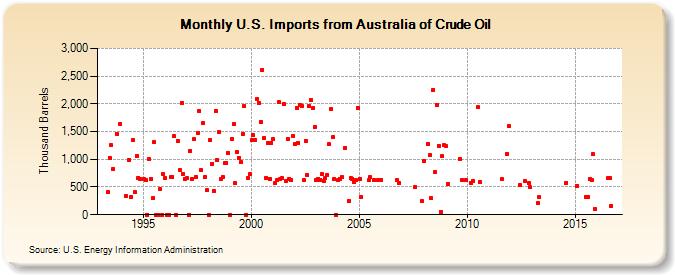 Monthly U.S. Imports from Australia of Crude Oil
Thousand Barrels
3,000
2,500
2,000
1,500
1,000
500
0
1995 2000 2005 2010 2015
Source: U.S. Energy Information Administration